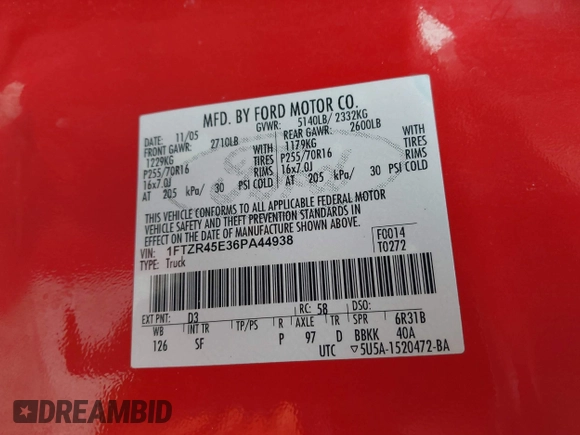 MFD. BY FORD MOTOR CO.
DATE: 11/05 GVWR: 5140LB/ 2332KG
FRONT GAWR: 2710LB REAR GAWR: 2600LB
1229KG WITH 1179KG WITH
P255/70R16 TIRES P255/70R16 TIRES
16x7.0J RIMS 16x7.0J RIMS
AT 205 kPa/ 30 PSI COLD AT 205 kPa/ 30 PSI COLD
THIS VEHICLE CONFORMS TO ALL APPLICABLE FEDERAL MOTOR
VEHICLE SAFETY AND THEFT PREVENTION STANDARDS IN
EFFECT ON DATE OF MANUFACTURE SHOWN ABOVE.
VIN: 1FTZR45E36PA44938 F0014
TYPE: Truck T0272
EXT PNT: D3 RC: 58 DSO:
WB INT TR TP/PS R AXLE TR SPR 6R31B
126 SF P 97 D BBKK 40A
UTC ▽5U5A-1520472-BA
DREAMBID